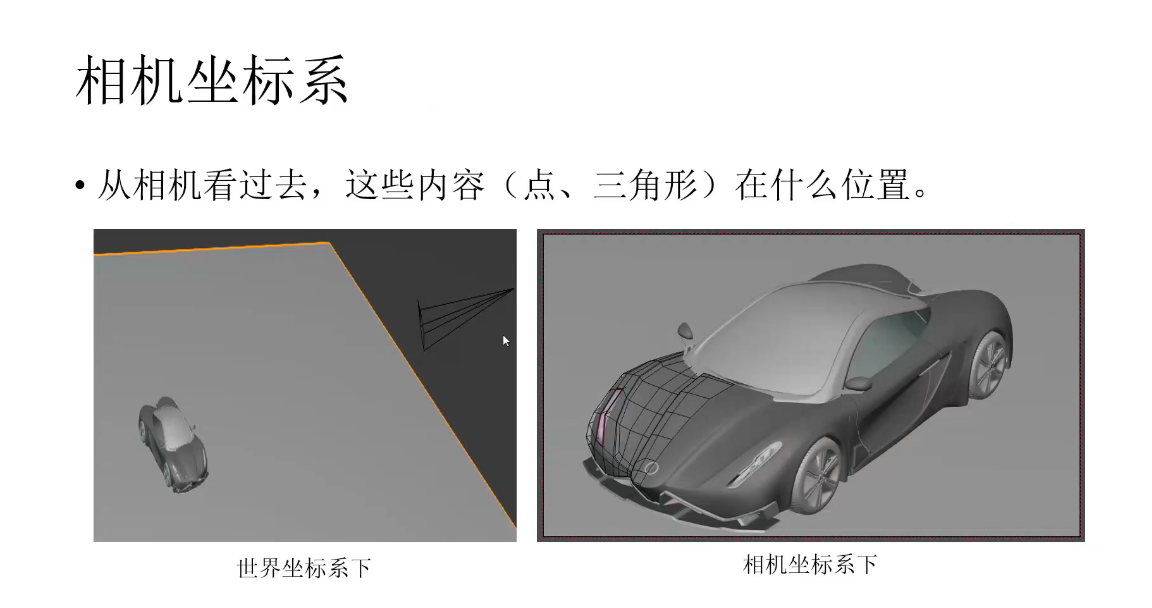 相机坐标系
• 从相机看过去，这些内容（点、三角形）在什么位置。
世界坐标系下
相机坐标系下